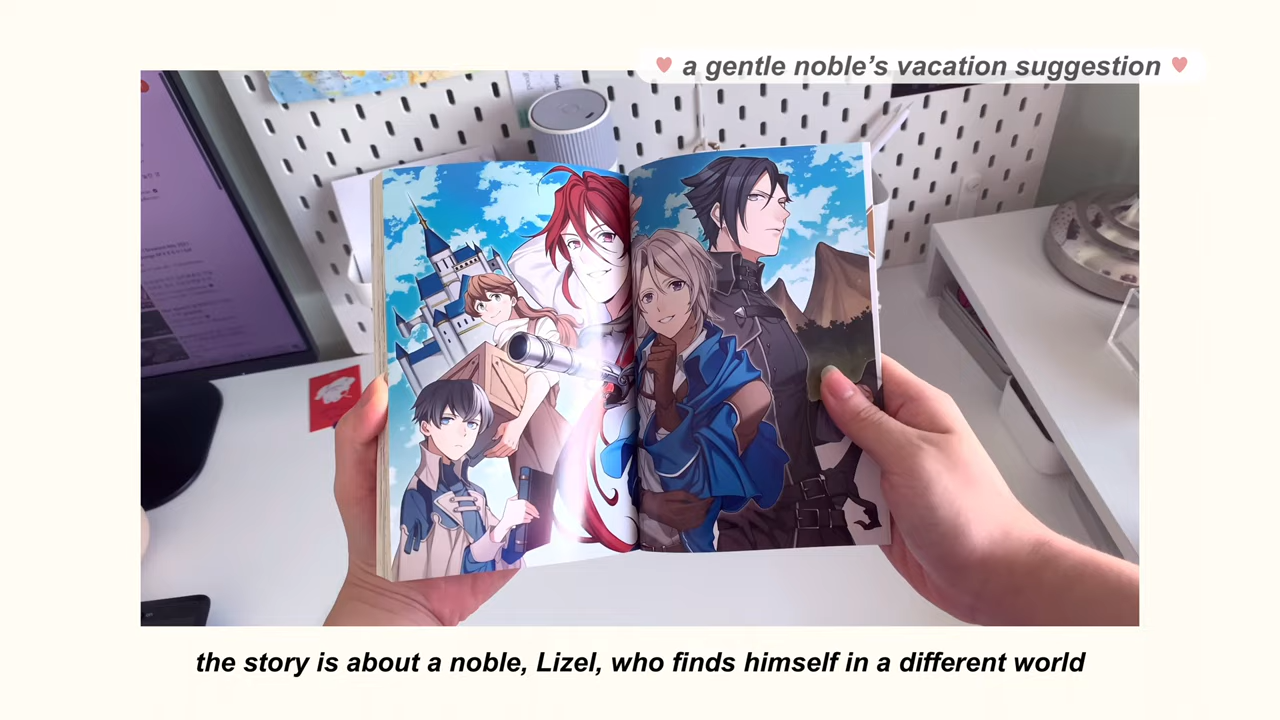 ♥ a gentle noble's vacation suggestion ♥
the story is about a noble, Lizel, who finds himself in a different world